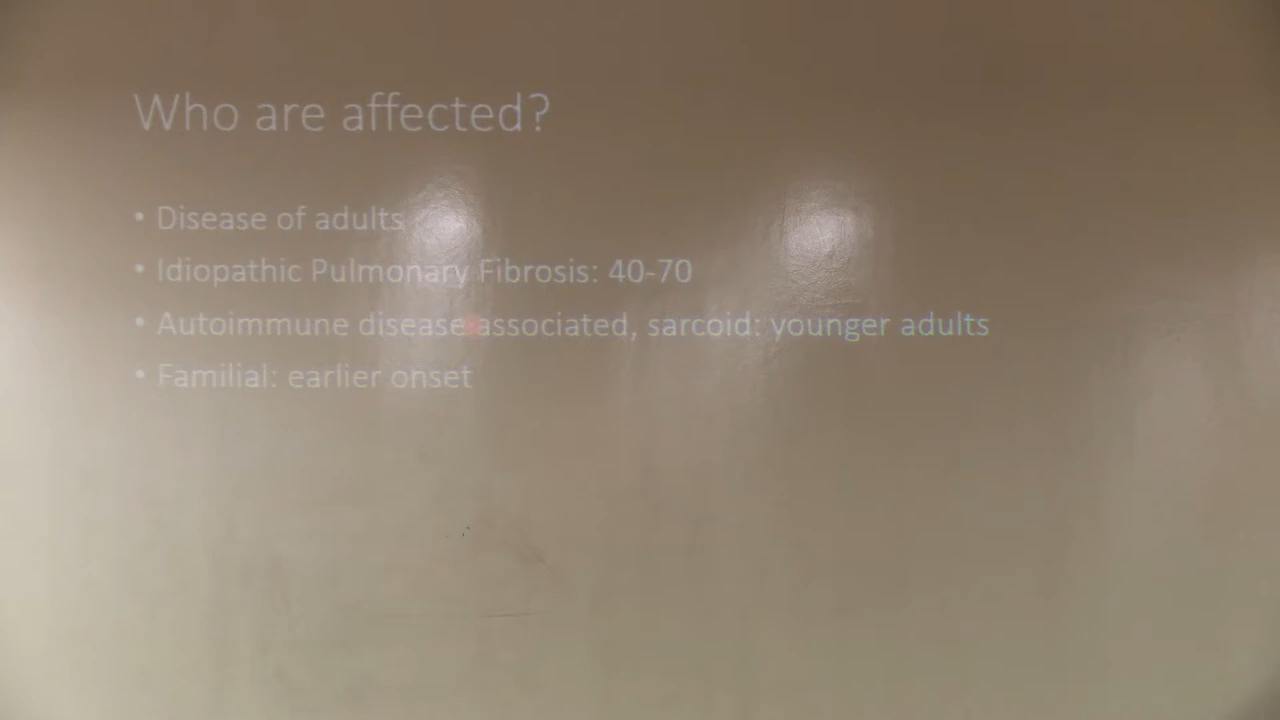 Who are affected?
• Disease of adults
• Idiopathic Pulmonary Fibrosis: 40-70
• Autoimmune disease associated, sarcoid: younger adults
• Familial: earlier onset